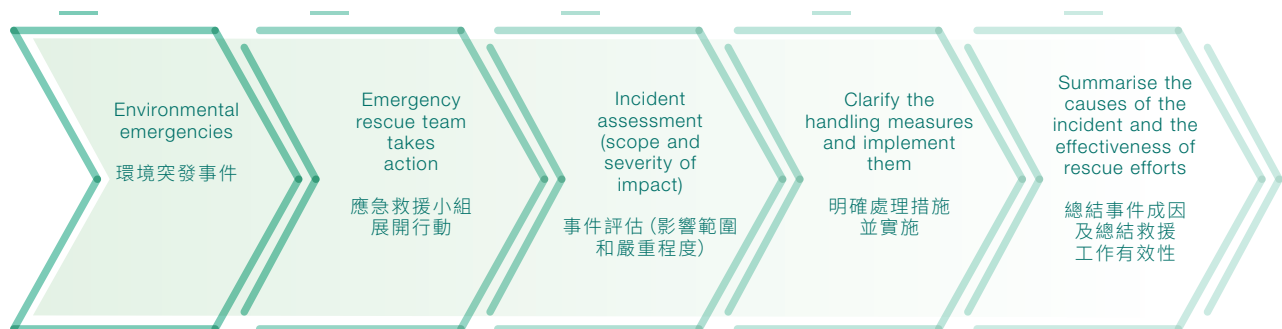 Environmental
emergencies
環境突發事件
Emergency
rescue team
takes
action
應急救援小組
展開行動
Incident
assessment
(scope and
severity of
impact)
事件評估（影響範圍
和嚴重程度）
Clarify the
handling measures
and implement
them
明確處理措施
並實施
Summarise the
causes of the
incident and the
effectiveness of
rescue efforts
總結事件成因
及總結救援
工作有效性